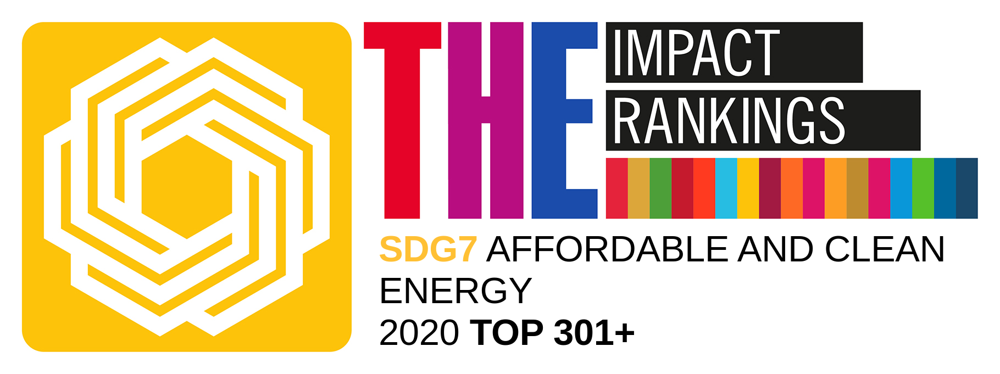 THE IMPACT
RANKINGS
SDG7 AFFORDABLE AND CLEAN
ENERGY
2020 TOP 301+